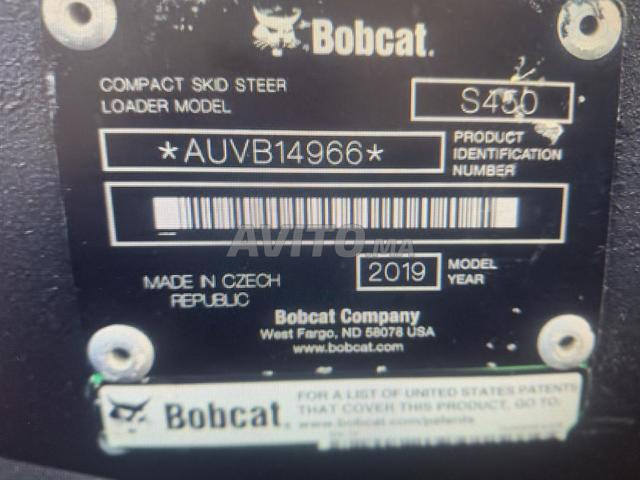 Bobcat.
COMPACT SKID STEER
LOADER MODEL
S450
*AUVB14966*
PRODUCT
IDENTIFICATION
NUMBER
AVITO.MA
MADE IN CZECH
REPUBLIC
2019
MODEL
YEAR
Bobcat Company
West Fargo, ND 58078 USA
www.bobcat.com
Bobcat.
FOR A LIST OF UNITED STATES PATENTS
THAT COVER THIS PRODUCT, GO TO:
www.bobcat.com/patents